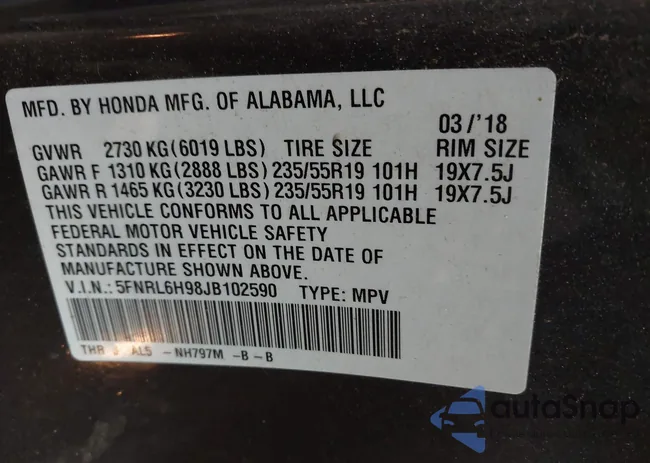 MFD. BY HONDA MFG. OF ALABAMA, LLC
03/'18
GVWR 2730 KG(6019 LBS) TIRE SIZE RIM SIZE
GAWR F 1310 KG(2888 LBS) 235/55R19 101H 19X7.5J
GAWR R 1465 KG(3230 LBS) 235/55R19 101H 19X7.5J
THIS VEHICLE CONFORMS TO ALL APPLICABLE
FEDERAL MOTOR VEHICLE SAFETY
STANDARDS IN EFFECT ON THE DATE OF
MANUFACTURE SHOWN ABOVE.
V.I.N.: 5FNRL6H98JB102590 TYPE: MPV
THR AL5 -NH797M -B-B
autoSnap